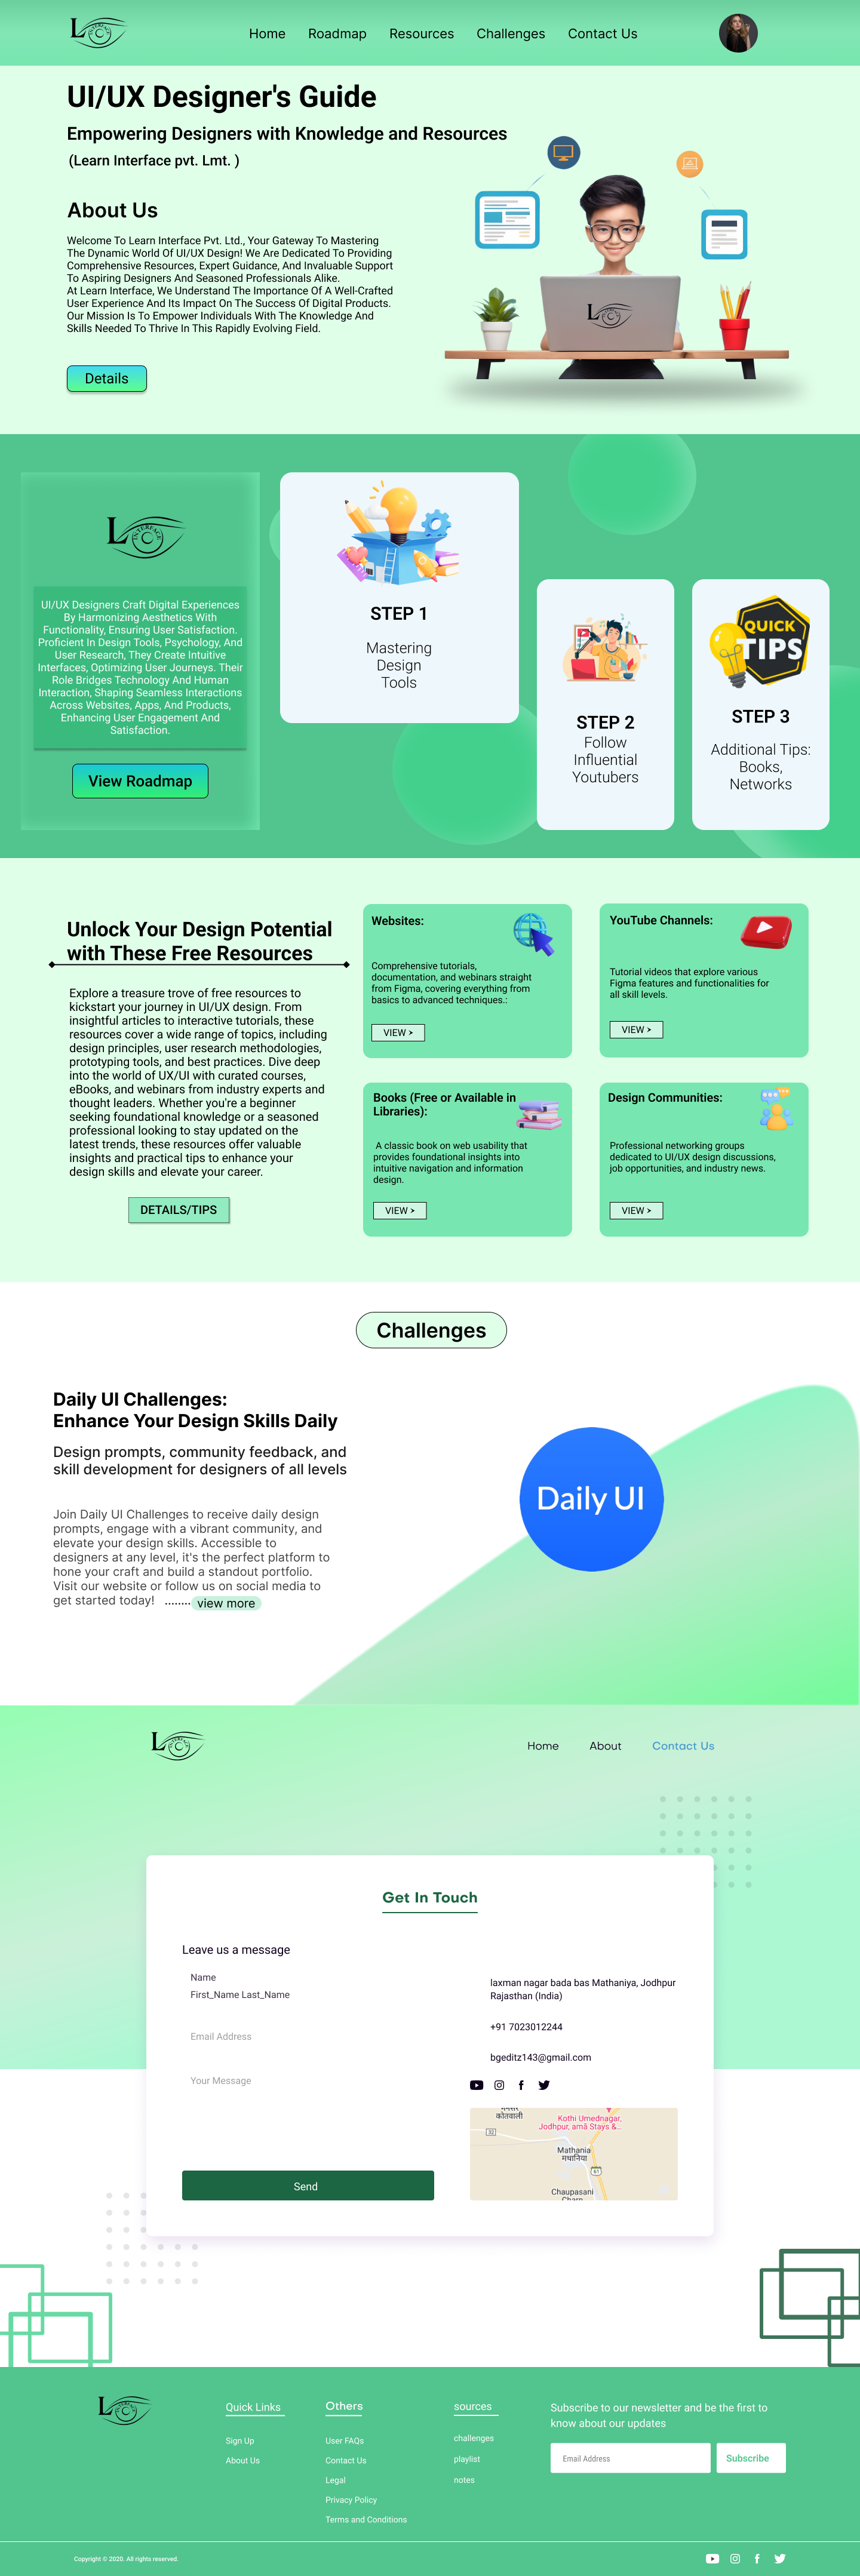 L INTERFACE
Home Roadmap Resources Challenges Contact Us
UI/UX Designer's Guide
Empowering Designers with Knowledge and Resources
(Learn Interface pvt. Lmt. )
About Us
Welcome To Learn Interface Pvt. Ltd., Your Gateway To Mastering
The Dynamic World Of UI/UX Design! We Are Dedicated To Providing
Comprehensive Resources, Expert Guidance, And Invaluable Support
To Aspiring Designers And Seasoned Professionals Alike.
At Lern Interface, We Understand The Importance Of A Well-Crafted
User Experience And Its Impact On The Success Of Digital Products.
Our Mission Is To Empower Individuals With The Knowledge And
Skills Needed To Thrive In This Rapidly Evolving Field.
Details
L INTERFACE
L INTERFACE
UI/UX Designers Craft Digital Experiences
By Harmonizing Aesthetics With
Functionality, Ensuring User Satisfaction.
Proficient In Design Tools, Psychology, And
User Research, They Create Intuitive
Interfaces, Optimizing User Journeys. Their
Role Bridges Technology And Human
Interaction, Shaping Seamless Interactions
Across Websites, Apps, And Products,
Enhancing User Engagement And
Satisfaction.
View Roadmap
STEP 1
Mastering
Design
Tools
STEP 2
Follow
Influential
Youtubers
QUICK
TIPS
STEP 3
Additional Tips:
Books,
Networks
Unlock Your Design Potential
with These Free Resources
Explore a treasure trove of free resources to
kickstart your journey in UI/UX design. From
insightful articles to interactive tutorials, these
resources cover a wide range of topics, including
design principles, user research methodologies,
prototyping tools, and best practices. Dive deep
into the world of UX/UI with curated courses,
eBooks, and webinars from industry experts and
thought leaders. Whether you're a beginner
seeking foundational knowledge or a seasoned
professional looking to stay updated on the
latest trends, these resources offer valuable
insights and practical tips to enhance your
design skills and elevate your career.
DETAILS/TIPS
Websites:
Comprehensive tutorials,
documentation, and webinars straight
from Figma, covering everything from
basics to advanced techniques.:
VIEW >
YouTube Channels:
Tutorial videos that explore various
Figma features and functionalities for
all skill levels.
VIEW >
Books (Free or Available in
Libraries):
A classic book on web usability that
provides foundational insights into
intuitive navigation and information
design.
VIEW >
Design Communities:
Professional networking groups
dedicated to UI/UX design discussions,
job opportunities, and industry news.
VIEW >
Challenges
Daily UI Challenges:
Enhance Your Design Skills Daily
Design prompts, community feedback, and
skill development for designers of all levels
Join Daily UI Challenges to receive daily design
prompts, engage with a vibrant community, and
elevate your design skills. Accessible to
designers at any level, it's the perfect platform to
hone your craft and build a standout portfolio.
Visit our website or follow us on social media to
get started today! ........ view more
Daily UI
L INTERFACE
Home About Contact Us
Get In Touch
Leave us a message
Name
First_Name Last_Name
Email Address
Your Message
Send
laxman nagar bada bas Mathaniya, Jodhpur
Rajasthan (India)
+91 7023012244
bgeditz143@gmail.com
कोतवाली
Kothi Umednagar,
Jodhpur, amã Stays &...
Mathania
मथानिया
61
Chaupasani
Charn
L INTERFACE
Quick Links
Sign Up
About Us
Others
User FAQs
Contact Us
Legal
Privacy Policy
Terms and Conditions
sources
challenges
playlist
notes
Subscribe to our newsletter and be the first to
know about our updates
Email Address
Subscribe
Copyright © 2020. All rights reserved.